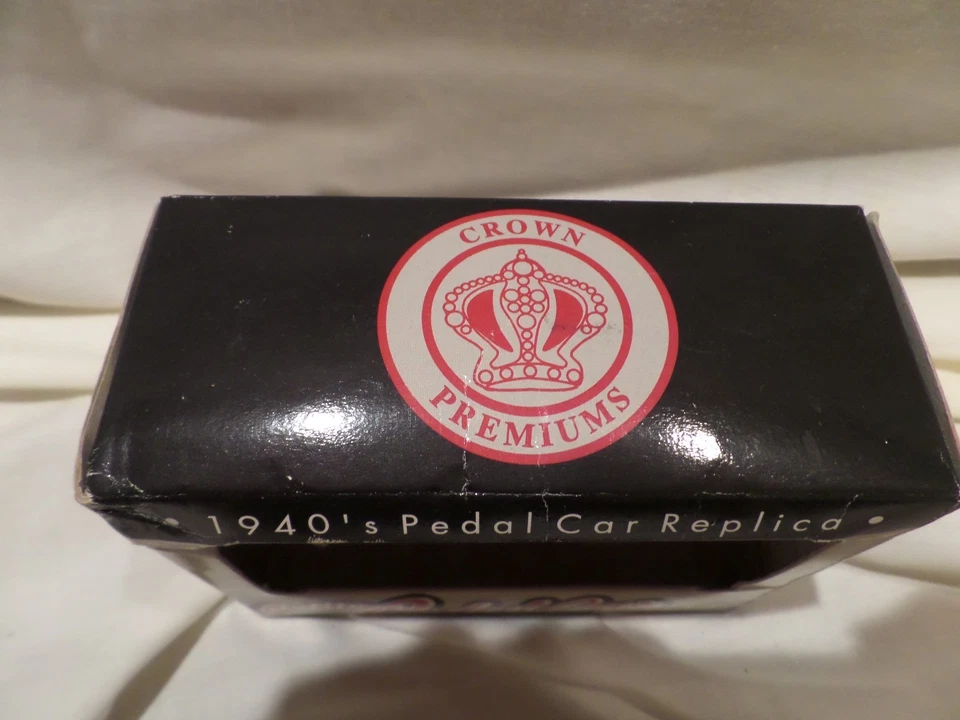 CROWN
PREMIUMS
• 1940's Pedal Car Replica •